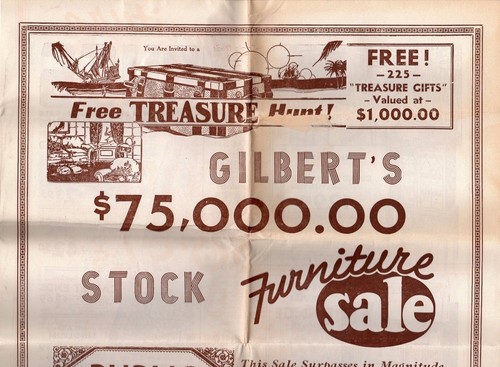 You Are Invited to a
Free TREASURE Hunt!
FREE!
- 225 -
"TREASURE GIFTS"
- Valued at -
$1,000.00
GILBERT'S
$75,000.00
STOCK
Furniture
sale
This Sale Surpasses in Magnitude